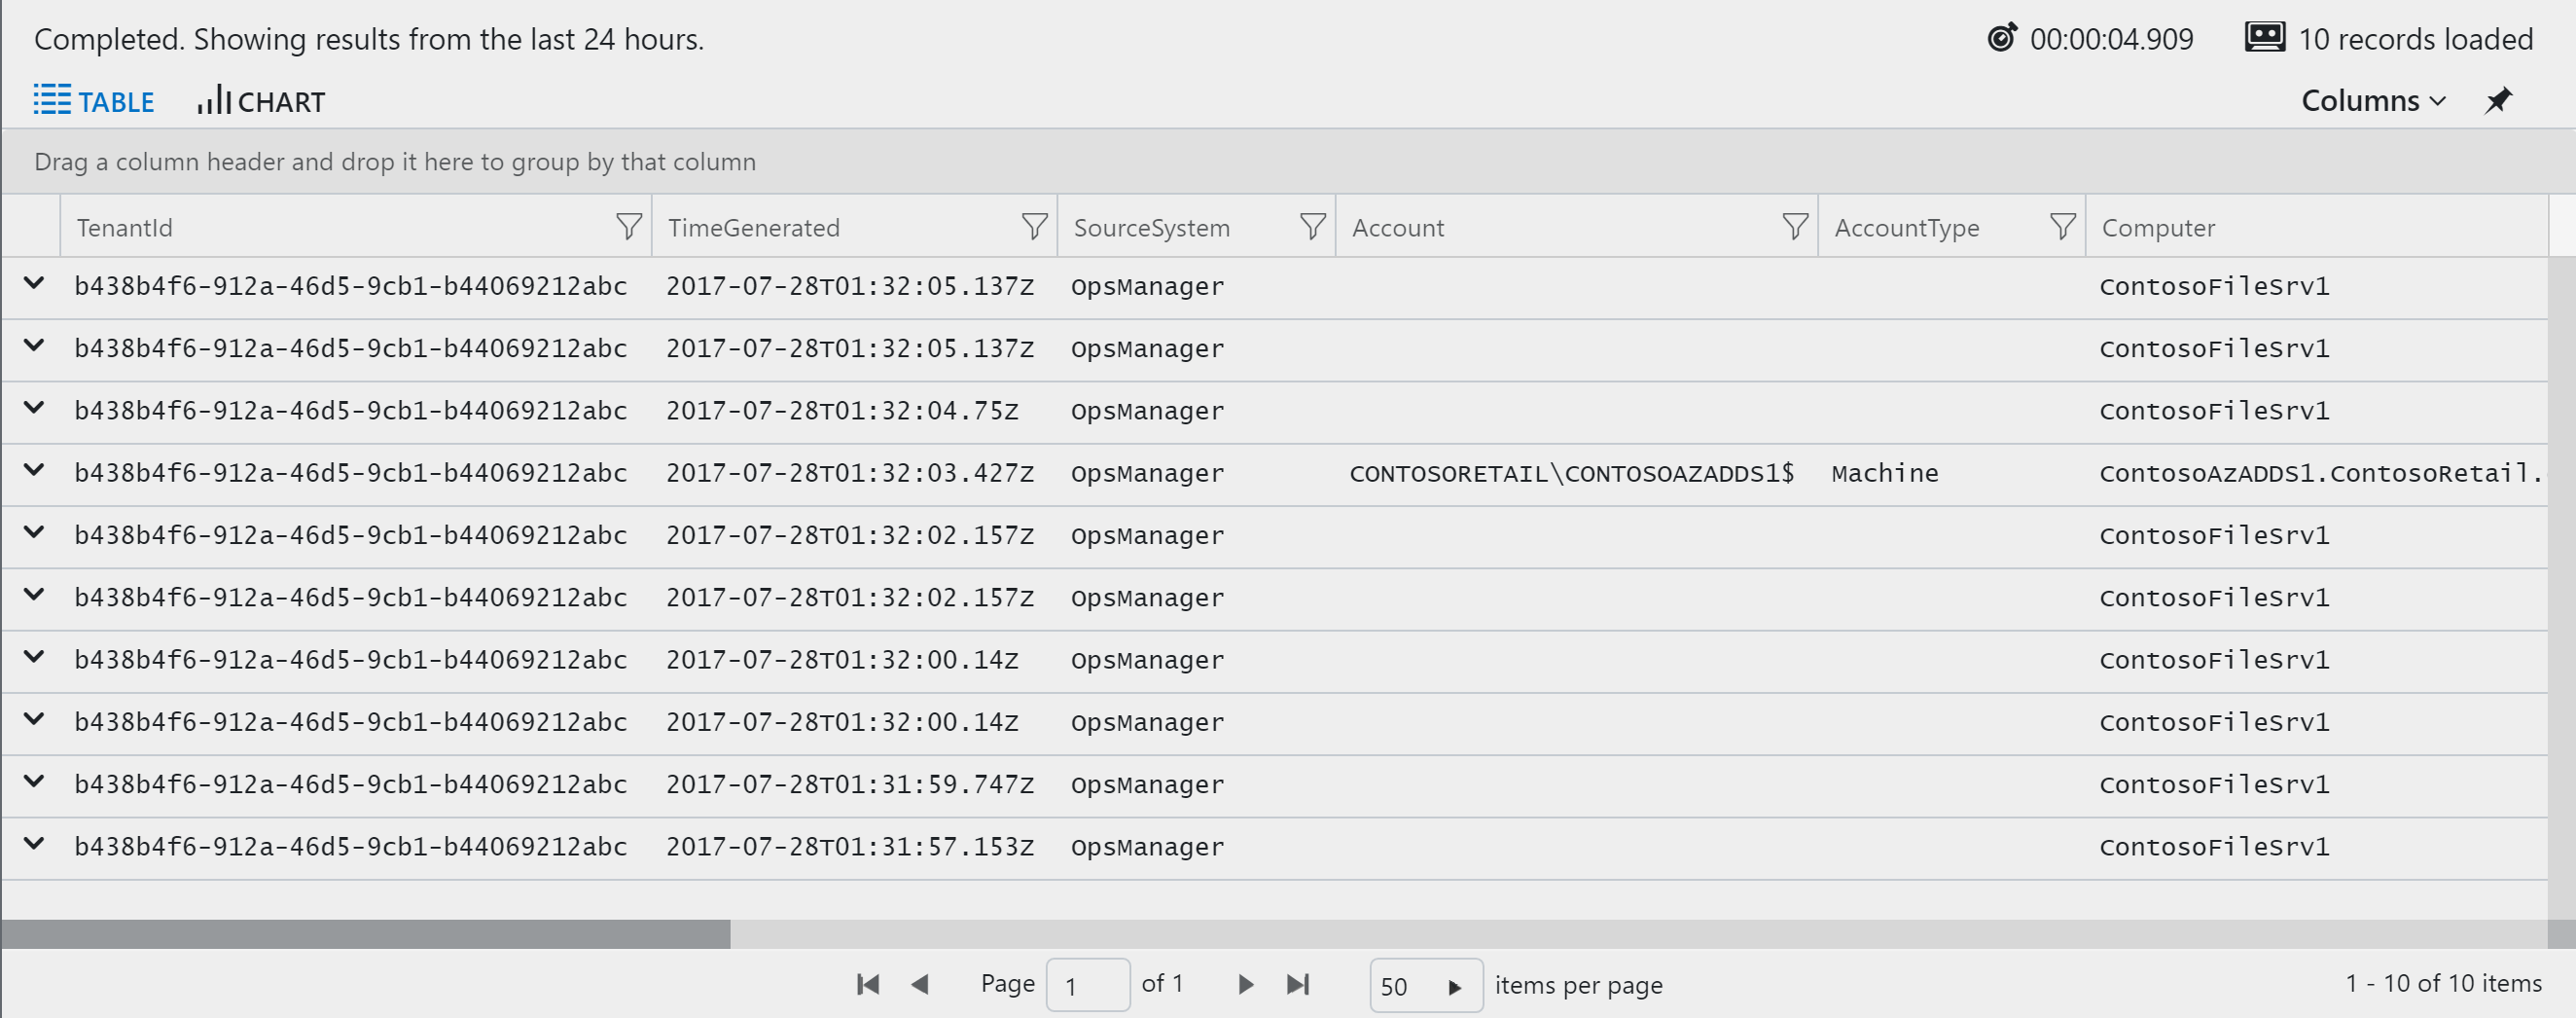 Completed. Showing results from the last 24 hours. 00:00:04.909 10 records loaded
TABLE CHART Columns
Drag a column header and drop it here to group by that column
TenantId TimeGenerated SourceSystem Account AccountType Computer
b438b4f6-912a-46d5-9cb1-b44069212abc 2017-07-28T01:32:05.137Z OpsManager ContosoFileSrv1
b438b4f6-912a-46d5-9cb1-b44069212abc 2017-07-28T01:32:05.137Z OpsManager ContosoFileSrv1
b438b4f6-912a-46d5-9cb1-b44069212abc 2017-07-28T01:32:04.75Z OpsManager ContosoFileSrv1
b438b4f6-912a-46d5-9cb1-b44069212abc 2017-07-28T01:32:03.427Z OpsManager CONTOSORETAIL\CONTOSOAZADDS1$ Machine ContosoAzADDS1.ContosoRetail.
b438b4f6-912a-46d5-9cb1-b44069212abc 2017-07-28T01:32:02.157Z OpsManager ContosoFileSrv1
b438b4f6-912a-46d5-9cb1-b44069212abc 2017-07-28T01:32:02.157Z OpsManager ContosoFileSrv1
b438b4f6-912a-46d5-9cb1-b44069212abc 2017-07-28T01:32:00.14Z OpsManager ContosoFileSrv1
b438b4f6-912a-46d5-9cb1-b44069212abc 2017-07-28T01:32:00.14Z OpsManager ContosoFileSrv1
b438b4f6-912a-46d5-9cb1-b44069212abc 2017-07-28T01:31:59.747Z OpsManager ContosoFileSrv1
b438b4f6-912a-46d5-9cb1-b44069212abc 2017-07-28T01:31:57.153Z OpsManager ContosoFileSrv1
Page 1 of 1 50 items per page 1 - 10 of 10 items